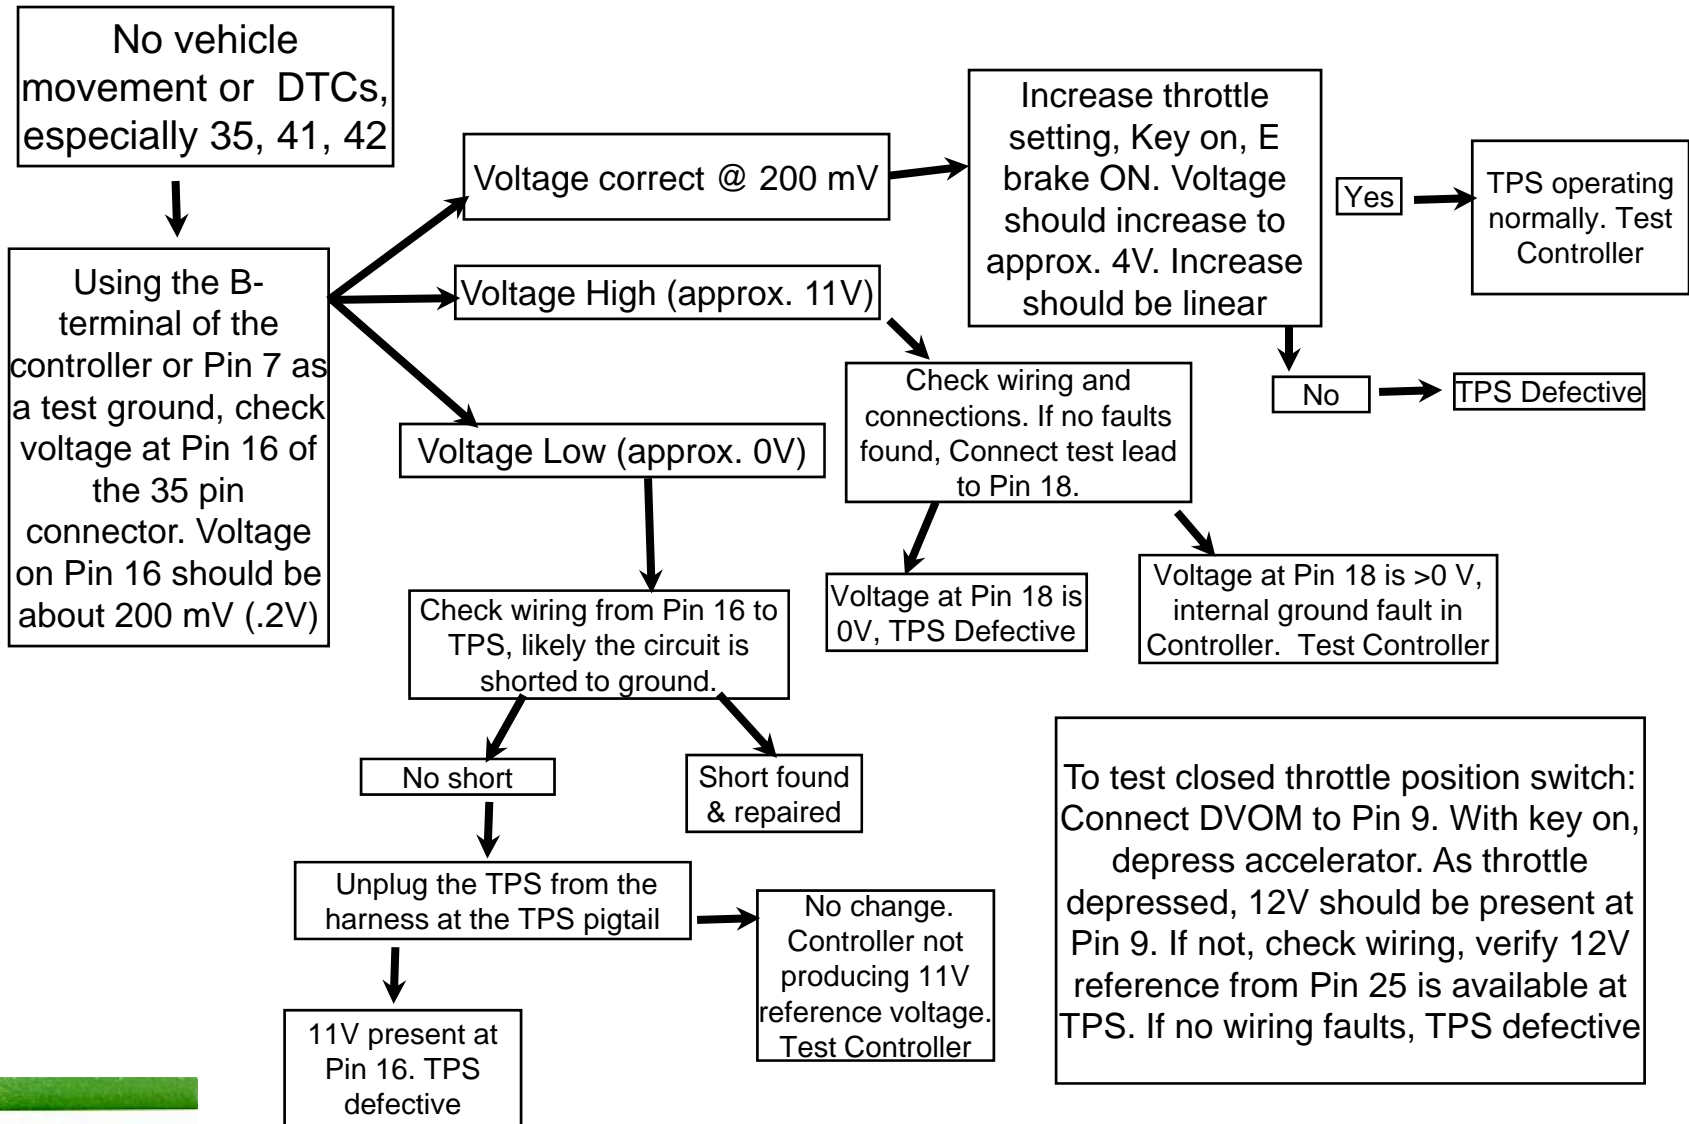 No vehicle
movement or DTCs,
especially 35, 41, 42
Using the B-
terminal of the
controller or Pin 7 as
a test ground, check
voltage at Pin 16 of
the 35 pin
connector. Voltage
on Pin 16 should be
about 200 mV (.2V)
Voltage correct @ 200 mV
Increase throttle
setting, Key on, E
brake ON. Voltage
should increase to
approx. 4V. Increase
should be linear
Yes
TPS operating
normally. Test
Controller
No
TPS Defective
Voltage High (approx. 11V)
Check wiring and
connections. If no faults
found, Connect test lead
to Pin 18.
Voltage at Pin 18 is
0V, TPS Defective
Voltage at Pin 18 is >0 V,
internal ground fault in
Controller. Test Controller
Voltage Low (approx. 0V)
Check wiring from Pin 16 to
TPS, likely the circuit is
shorted to ground.
No short
Short found
& repaired
Unplug the TPS from the
harness at the TPS pigtail
No change.
Controller not
producing 11V
reference voltage.
Test Controller
11V present at
Pin 16. TPS
defective
To test closed throttle position switch:
Connect DVOM to Pin 9. With key on,
depress accelerator. As throttle
depressed, 12V should be present at
Pin 9. If not, check wiring, verify 12V
reference from Pin 25 is available at
TPS. If no wiring faults, TPS defective